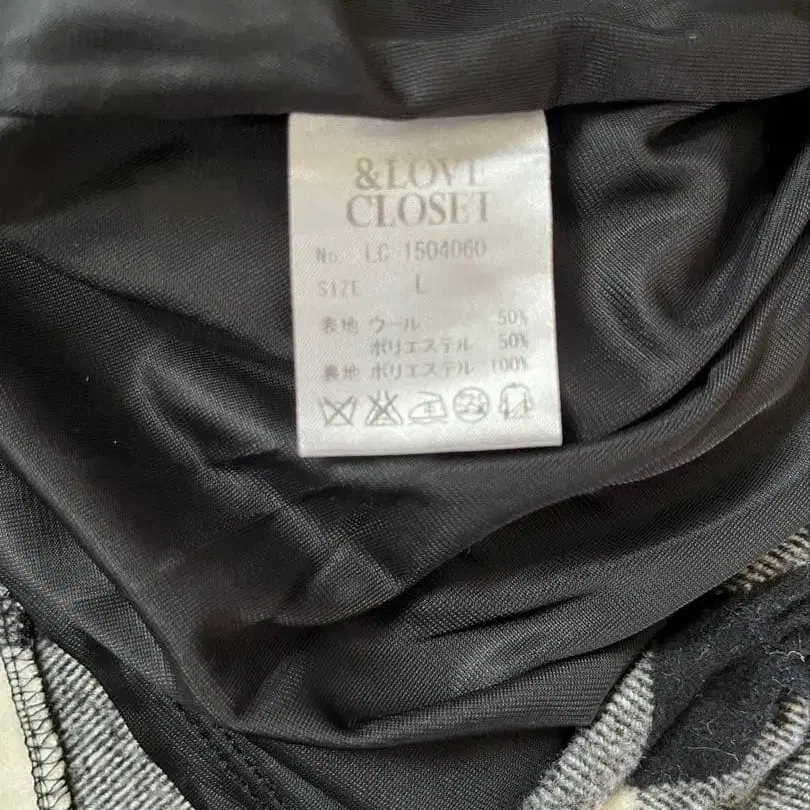 &LOVE
CLOSET
No. LC 1504060
SIZE L
表地 ウール 50%
ポリエステル 50%
裏地 ポリエステル 100%